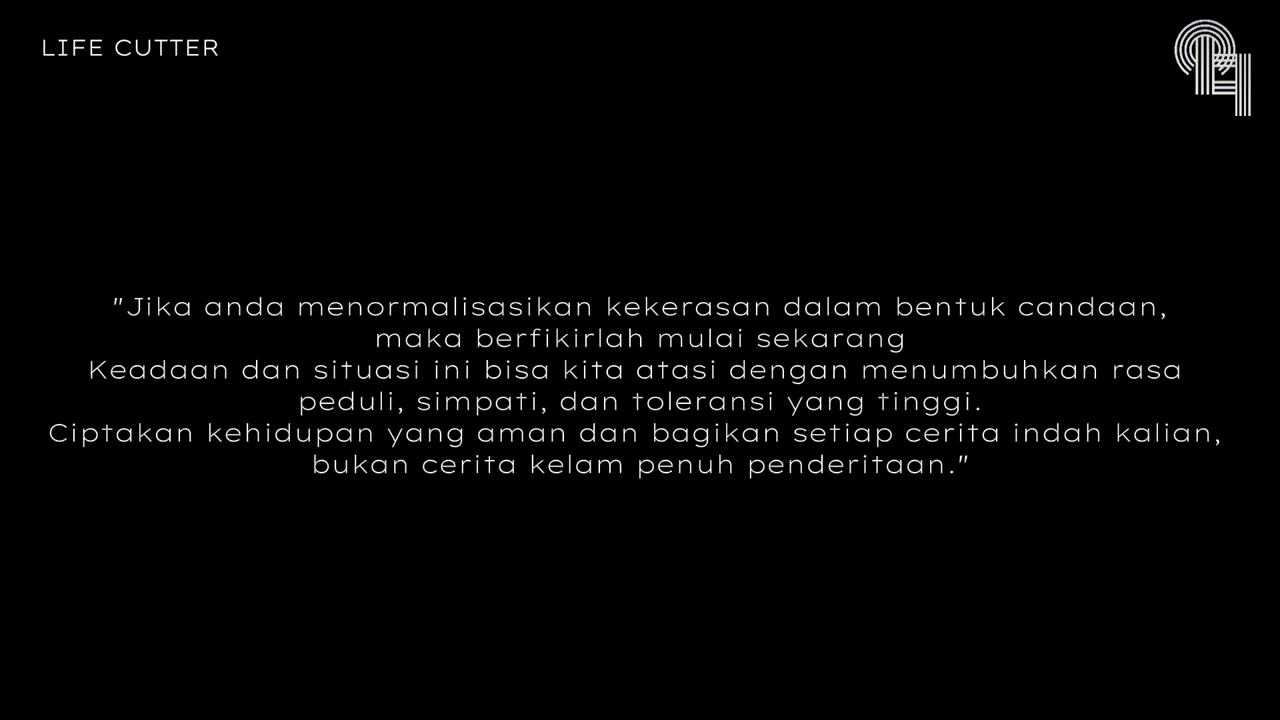 LIFE CUTTER
"Jika anda menormalisasikan kekerasan dalam bentuk candaan,
maka berfikirlah mulai sekarang
Keadaan dan situasi ini bisa kita atasi dengan menumbuhkan rasa
peduli, simpati, dan toleransi yang tinggi.
Ciptakan kehidupan yang aman dan bagikan setiap cerita indah kalian,
bukan cerita kelam penuh penderitaan."